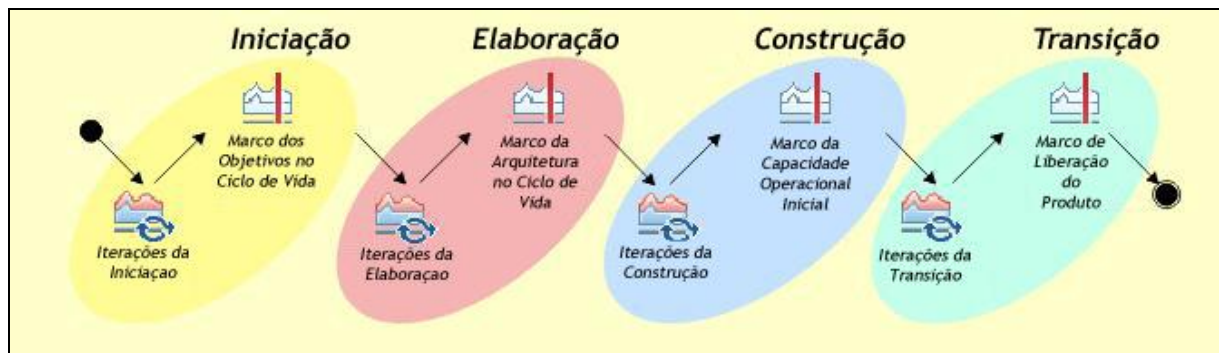 Iniciação
Elaboração
Construção
Transição
Marco dos
Objetivos no
Ciclo de Vida
Iterações da
Iniciaçao
Marco da
Arquitetura
no Ciclo de
Vida
Iterações da
Elaboraçao
Marco da
Capacidade
Operacional
Inicial
Iterações da
Construção
Marco de
Liberação
do
Produto
Iterações da
Transição